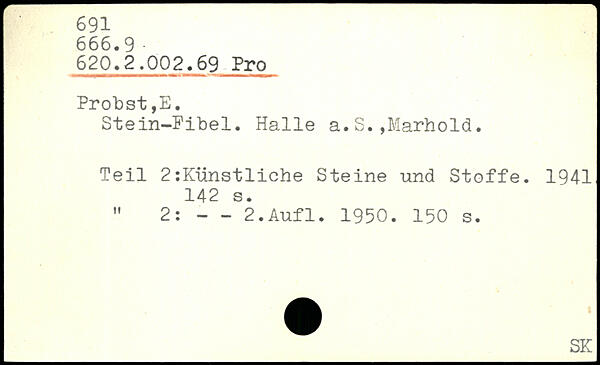 691
666.9
620.2.002.69 Pro
Probst,E.
Stein-Fibel. Halle a.S.,Marhold.
Teil 2:Künstliche Steine und Stoffe. 1941.
142 s.
" 2: - - 2.Aufl. 1950. 150 s.
SK